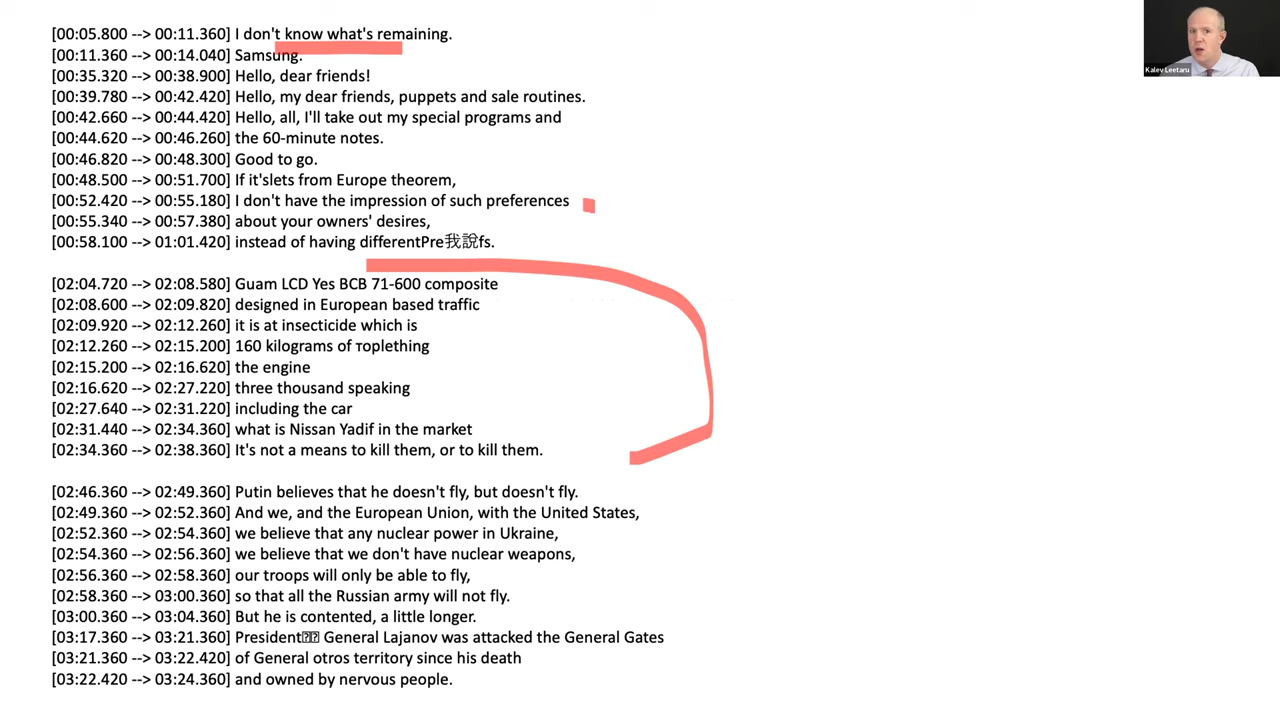 [00:05.800 --> 00:11.360] I don't know what's remaining.
[00:11.360 --> 00:14.040] Samsung.
[00:35.320 --> 00:38.900] Hello, dear friends!
[00:39.780 --> 00:42.420] Hello, my dear friends, puppets and sale routines.
[00:42.660 --> 00:44.420] Hello, all, I'll take out my special programs and
[00:44.620 --> 00:46.260] the 60-minute notes.
[00:46.820 --> 00:48.300] Good to go.
[00:48.500 --> 00:51.700] If it'slets from Europe theorem,
[00:52.420 --> 00:55.180] I don't have the impression of such preferences
[00:55.340 --> 00:57.380] about your owners' desires,
[00:58.100 --> 01:01.420] instead of having differentPre我說fs.
[02:04.720 --> 02:08.580] Guam LCD Yes BCB 71-600 composite
[02:08.600 --> 02:09.820] designed in European based traffic
[02:09.920 --> 02:12.260] it is at insecticide which is
[02:12.260 --> 02:15.200] 160 kilograms of тoplething
[02:15.200 --> 02:16.620] the engine
[02:16.620 --> 02:27.220] three thousand speaking
[02:27.640 --> 02:31.220] including the car
[02:31.440 --> 02:34.360] what is Nissan Yadif in the market
[02:34.360 --> 02:38.360] It's not a means to kill them, or to kill them.
[02:46.360 --> 02:49.360] Putin believes that he doesn't fly, but doesn't fly.
[02:49.360 --> 02:52.360] And we, and the European Union, with the United States,
[02:52.360 --> 02:54.360] we believe that any nuclear power in Ukraine,
[02:54.360 --> 02:56.360] we believe that we don't have nuclear weapons,
[02:56.360 --> 02:58.360] our troops will only be able to fly,
[02:58.360 --> 03:00.360] so that all the Russian army will not fly.
[03:00.360 --> 03:04.360] But he is contented, a little longer.
[03:17.360 --> 03:21.360] President General Lajanov was attacked the General Gates
[03:21.360 --> 03:22.420] of General otros territory since his death
[03:22.420 --> 03:24.360] and owned by nervous people.
Kalev Leetaru